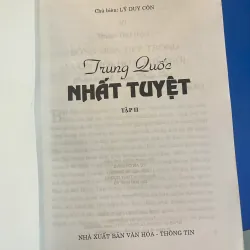 Chủ biên: LÝ DUY CÔN
Trung Quốc
NHẤT TUYỆT
TẬP II
NHÀ XUẤT BẢN VĂN HÓA - THÔNG TIN